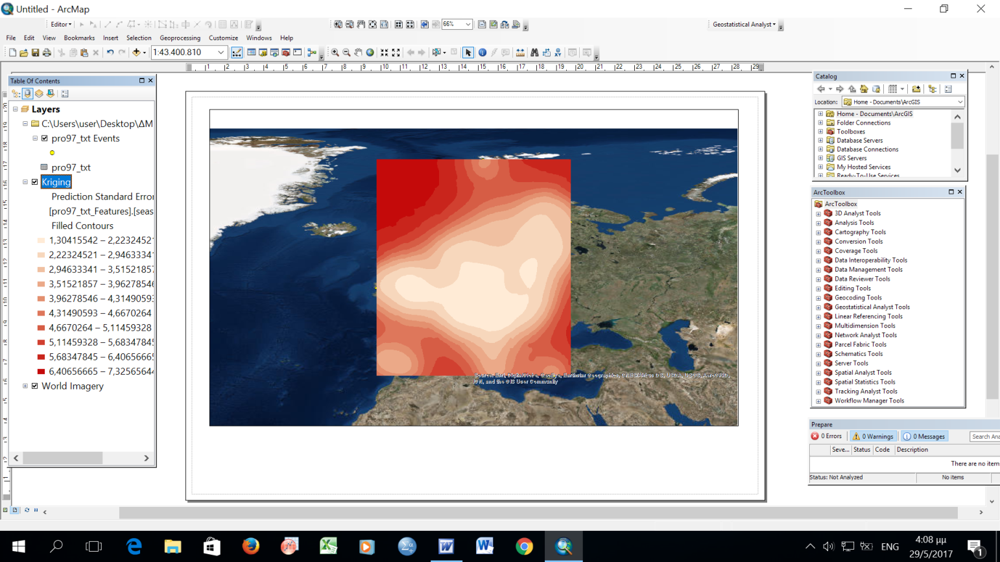 Untitled - ArcMap
Editor
66%
Geostatistical Analyst
File Edit View Bookmarks Insert Selection Geoprocessing Customize Windows Help
1:43.400.810
1 2 3 4 5 6 7 8 9 10 11 12 13 14 15 16 17 18 19 20 21 22 23 24 25 26 27 28 29
Table Of Contents
Layers
C:\Users\user\Desktop\ΔΜ
pro97_txt Events
pro97_txt
Kriging
Prediction Standard Error
[pro97_txt_Features].[seas
Filled Contours
1,30415542 – 2,22324521
2,22324521 – 2,94633341
2,94633341 – 3,51521857
3,51521857 – 3,96278546
3,96278546 – 4,31490593
4,31490593 – 4,6670264
4,6670264 – 5,11459328
5,11459328 – 5,68347845
5,68347845 – 6,40656665
6,40656665 – 7,32565644
World Imagery
Source: Esri, DigitalGlobe, GeoEye, Earthstar Geographics, CNES/Airbus DS, USDA, USGS, AeroGRID,
IGN, and the GIS User Community
Catalog
Location: Home - Documents\ArcGIS
Home - Documents\ArcGIS
Folder Connections
Toolboxes
Database Servers
Database Connections
GIS Servers
My Hosted Services
Ready-To-Use Services
ArcToolbox
ArcToolbox
3D Analyst Tools
Analysis Tools
Cartography Tools
Conversion Tools
Coverage Tools
Data Interoperability Tools
Data Management Tools
Data Reviewer Tools
Editing Tools
Geocoding Tools
Geostatistical Analyst Tools
Linear Referencing Tools
Multidimension Tools
Network Analyst Tools
Parcel Fabric Tools
Schematics Tools
Server Tools
Spatial Analyst Tools
Spatial Statistics Tools
Tracking Analyst Tools
Workflow Manager Tools
Prepare
0 Errors 0 Warnings 0 Messages Search Ana
Seve... Status Code Description
There are no item
Status: Not Analyzed No items
ENG
4:08 μμ
29/5/2017
1